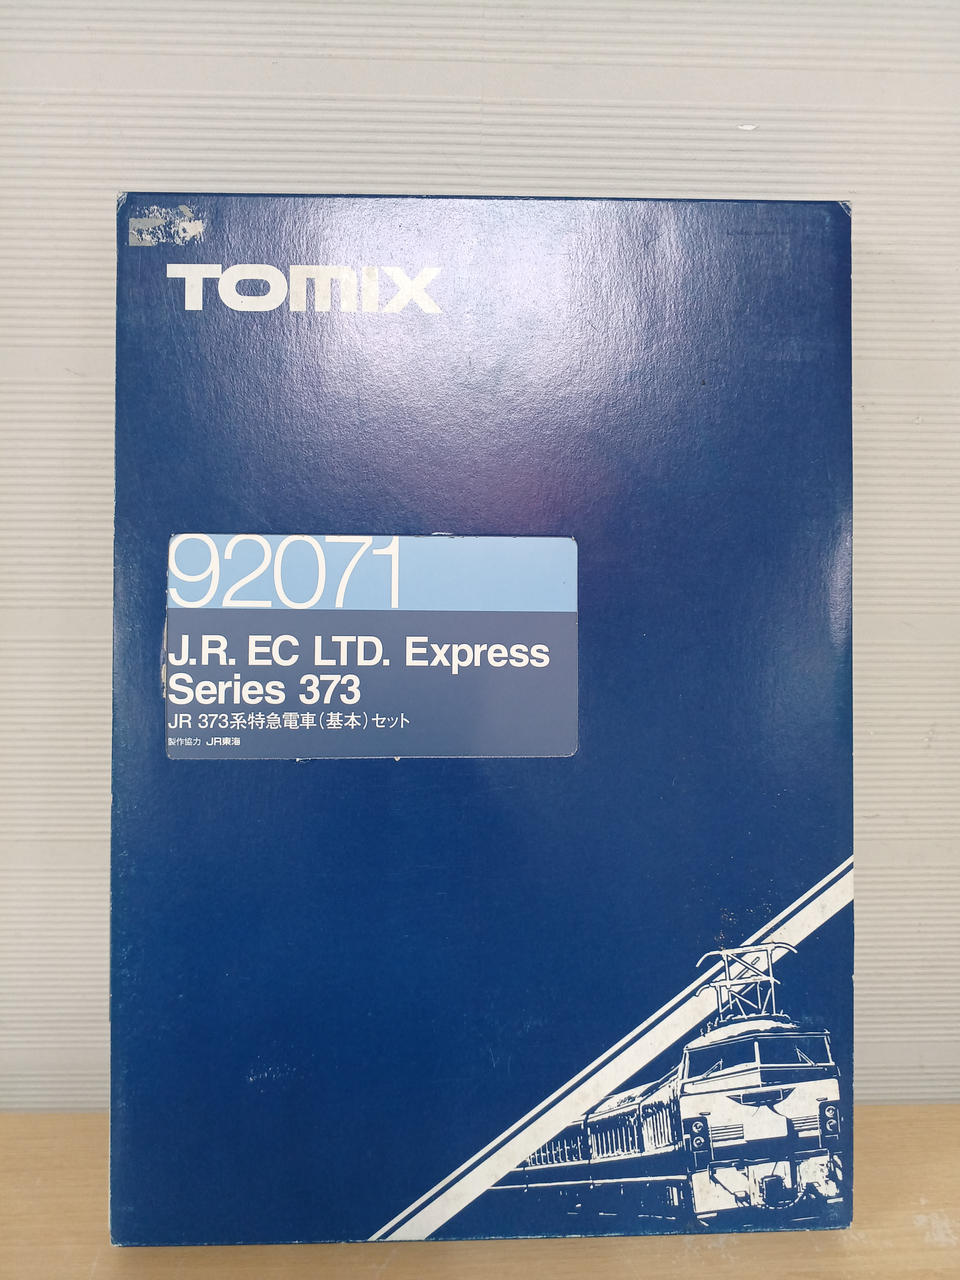 TOMIX
92071
J.R. EC LTD. Express
Series 373
JR 373系特急電車(基本)セット
製作協力 JR東海